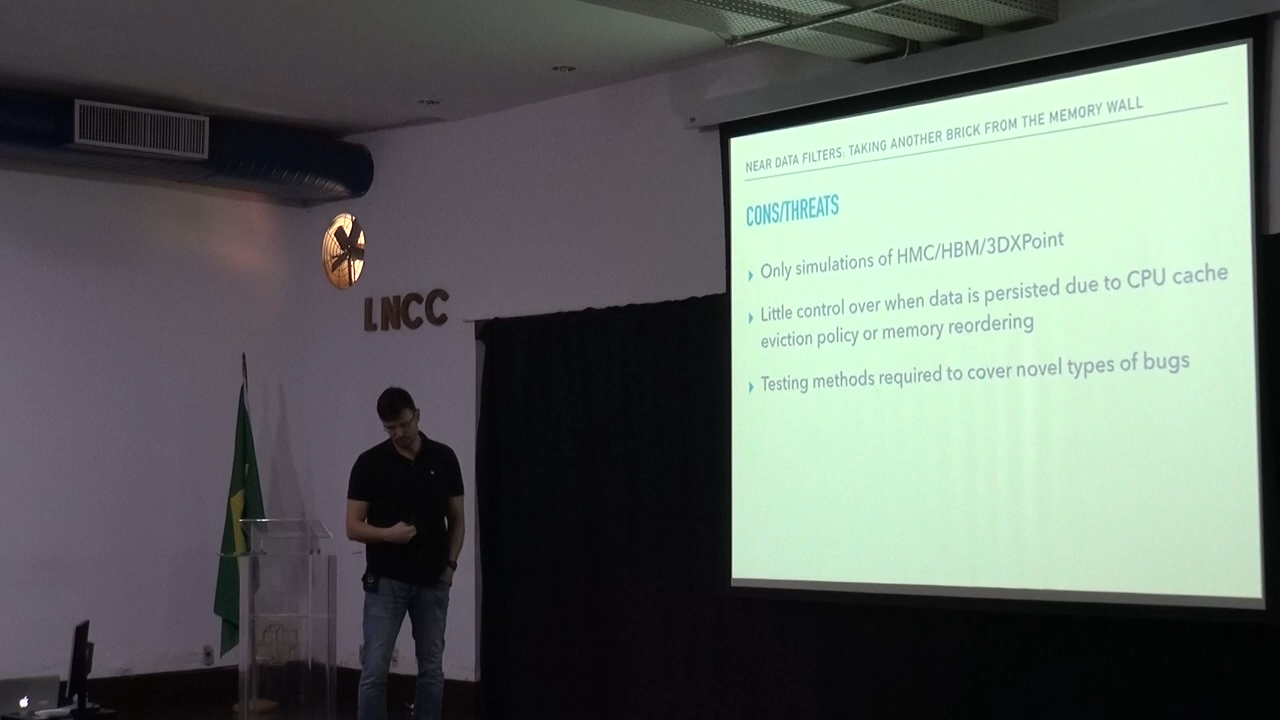 NEAR DATA FILTERS: TAKING ANOTHER BRICK FROM THE MEMORY WALL
CONS/THREATS
Only simulations of HMC/HBM/3DXPoint
Little control over when data is persisted due to CPU cache
eviction policy or memory reordering
Testing methods required to cover novel types of bugs
LNCC